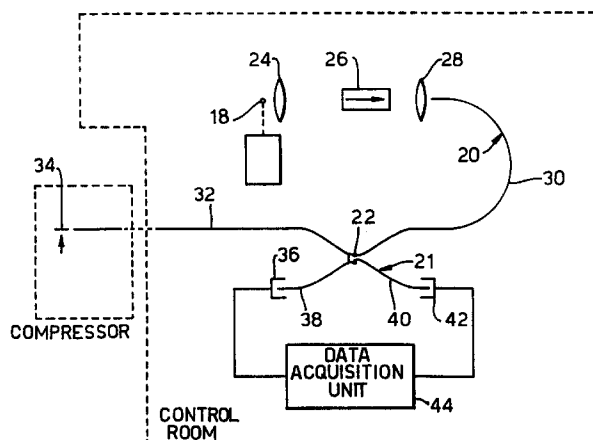 24
26
28
18
20
30
34
32
22
36
21
38
40
42
COMPRESSOR
DATA
ACQUISITION
UNIT
44
CONTROL
ROOM